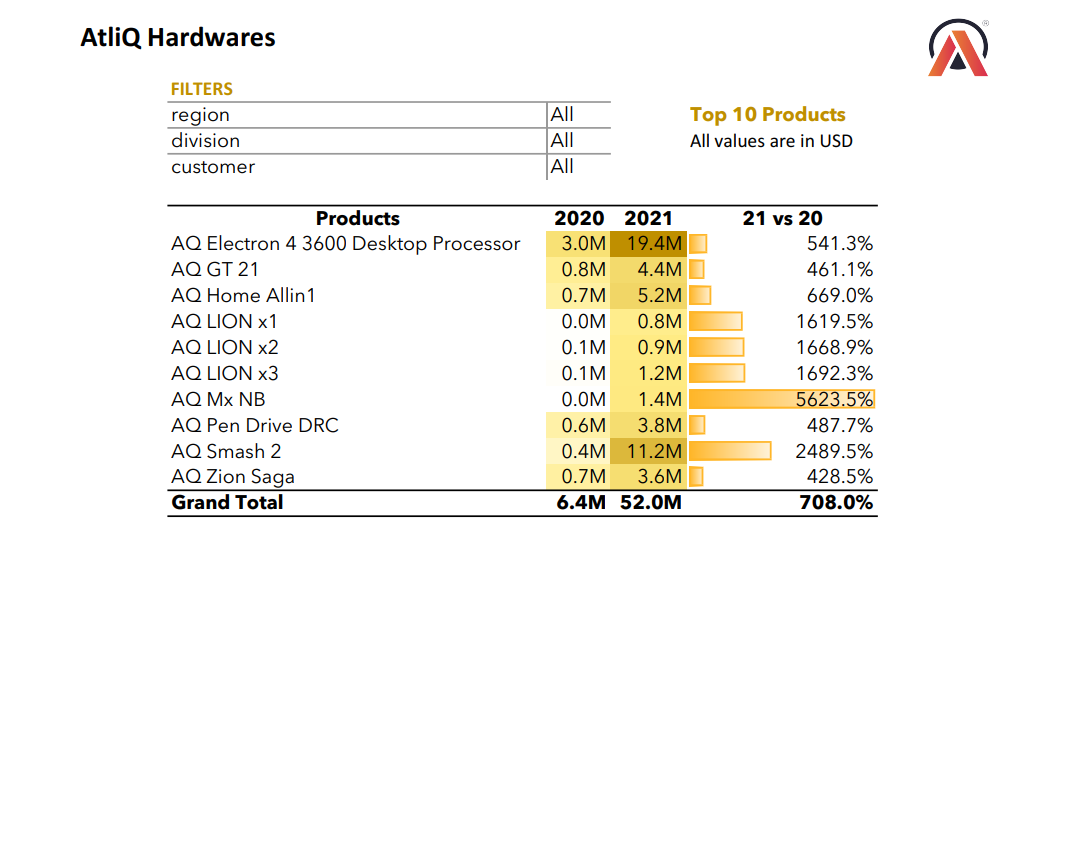 AtliQ Hardwares
®
FILTERS
region All
division All
customer All
Top 10 Products
All values are in USD
Products 2020 2021 21 vs 20
AQ Electron 4 3600 Desktop Processor 3.0M 19.4M 541.3%
AQ GT 21 0.8M 4.4M 461.1%
AQ Home Allin1 0.7M 5.2M 669.0%
AQ LION x1 0.0M 0.8M 1619.5%
AQ LION x2 0.1M 0.9M 1668.9%
AQ LION x3 0.1M 1.2M 1692.3%
AQ Mx NB 0.0M 1.4M 5623.5%
AQ Pen Drive DRC 0.6M 3.8M 487.7%
AQ Smash 2 0.4M 11.2M 2489.5%
AQ Zion Saga 0.7M 3.6M 428.5%
Grand Total 6.4M 52.0M 708.0%